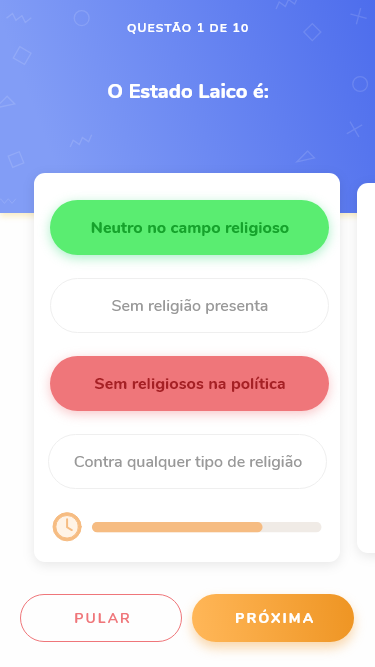 QUESTÃO 1 DE 10
O Estado Laico é:
Neutro no campo religioso
Sem religião presenta
Sem religiosos na política
Contra qualquer tipo de religião
PULAR
PRÓXIMA